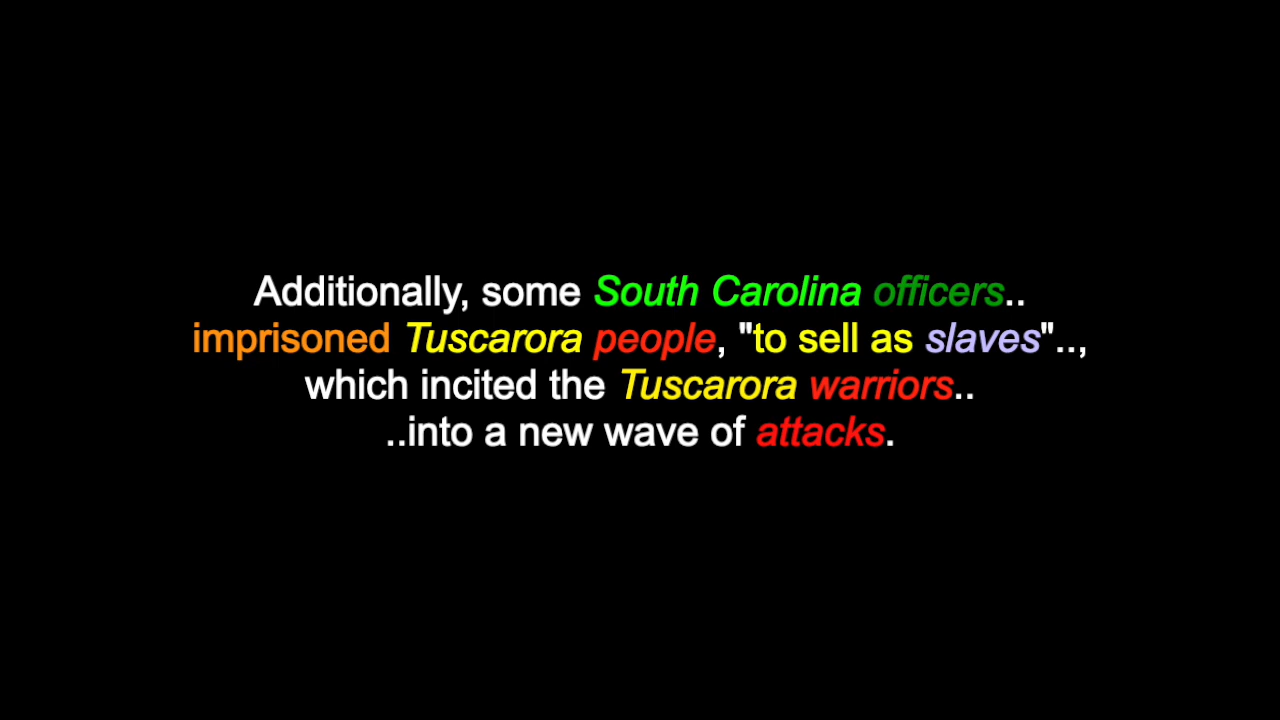 Additionally, some South Carolina officers..
imprisoned Tuscarora people, "to sell as slaves"..,
which incited the Tuscarora warriors..
..into a new wave of attacks.